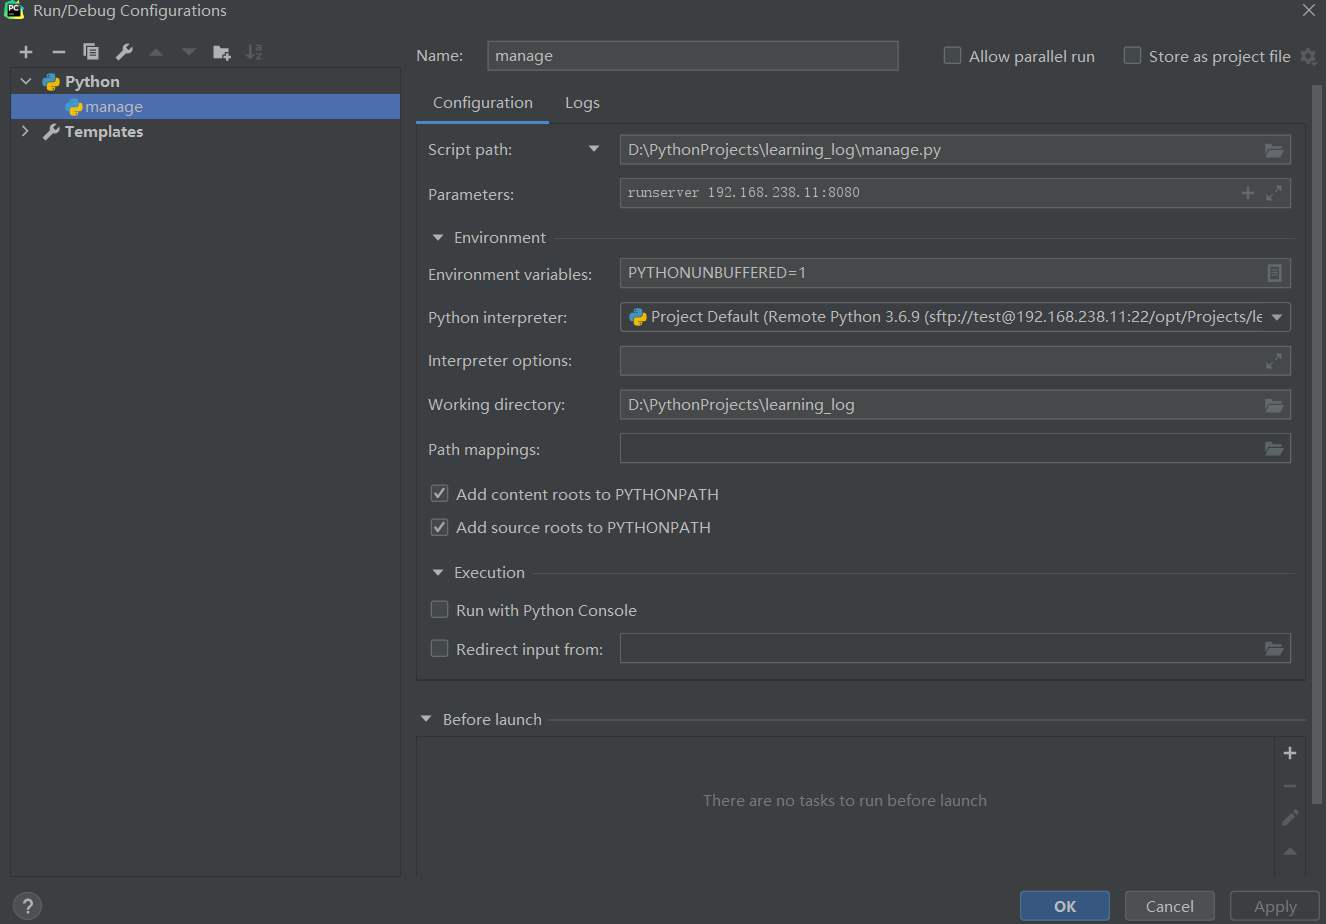 PC Run/Debug Configurations
Name: manage Allow parallel run Store as project file
Python
manage
Templates
Configuration Logs
Script path: D:\PythonProjects\learning_log\manage.py
Parameters: runserver 192.168.238.11:8080
Environment
Environment variables: PYTHONUNBUFFERED=1
Python interpreter: Project Default (Remote Python 3.6.9 (sftp://test@192.168.238.11:22/opt/Projects/le
Interpreter options:
Working directory: D:\PythonProjects\learning_log
Path mappings:
Add content roots to PYTHONPATH
Add source roots to PYTHONPATH
Execution
Run with Python Console
Redirect input from:
Before launch
There are no tasks to run before launch
? OK Cancel Apply